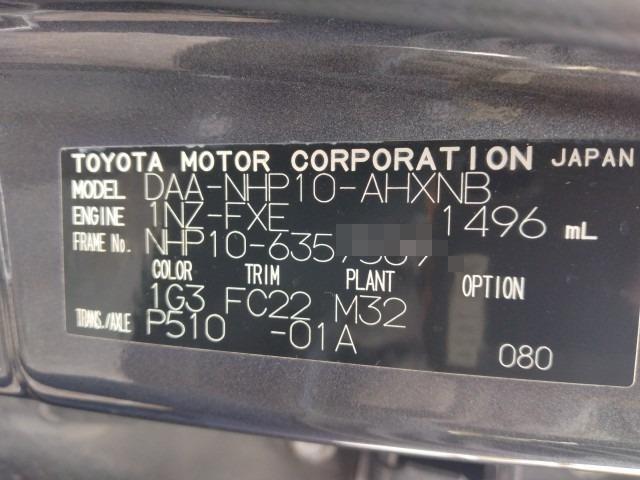 TOYOTA MOTOR CORPORATION JAPAN
MODEL DAA-NHP10-AHXNB
ENGINE 1NZ-FXE 1496 mL
FRAME No. NHP10-635
COLOR TRIM PLANT OPTION
1G3 FC22 M32
TRANS./AXLE P510 -01A
080